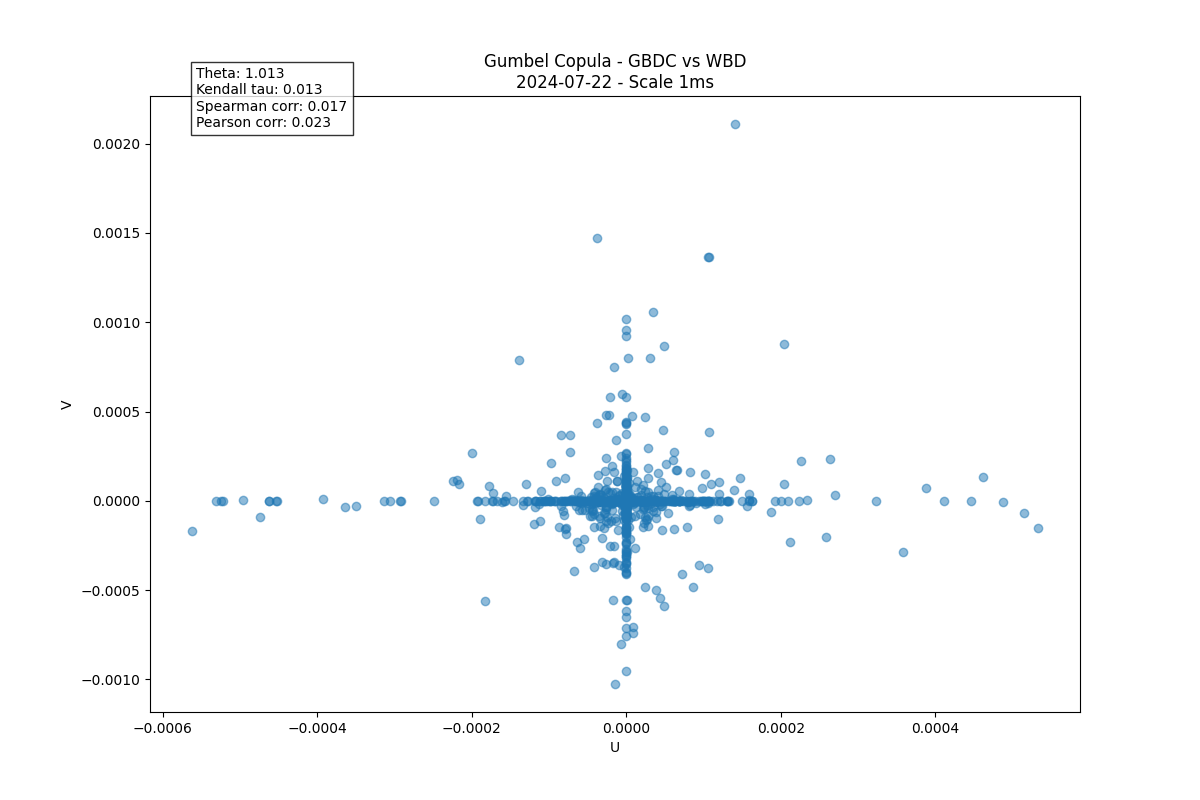 Gumbel Copula - GBDC vs WBD
2024-07-22 - Scale 1ms
Theta: 1.013
Kendall tau: 0.013
Spearman corr: 0.017
Pearson corr: 0.023
0.0020
0.0015
0.0010
0.0005
0.0000
−0.0005
−0.0010
V
−0.0006
−0.0004
−0.0002
0.0000
0.0002
0.0004
U